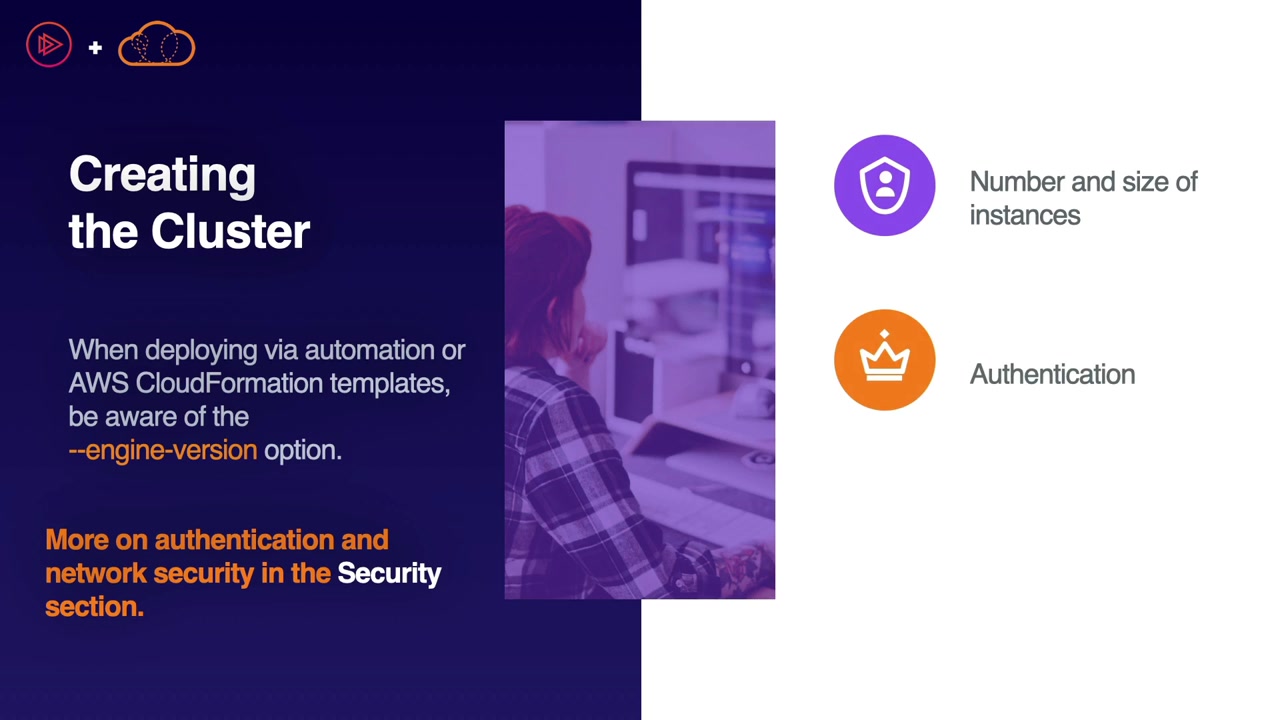 Creating
the Cluster
When deploying via automation or
AWS CloudFormation templates,
be aware of the
--engine-version option.
More on authentication and
network security in the Security
section.
Number and size of
instances
Authentication